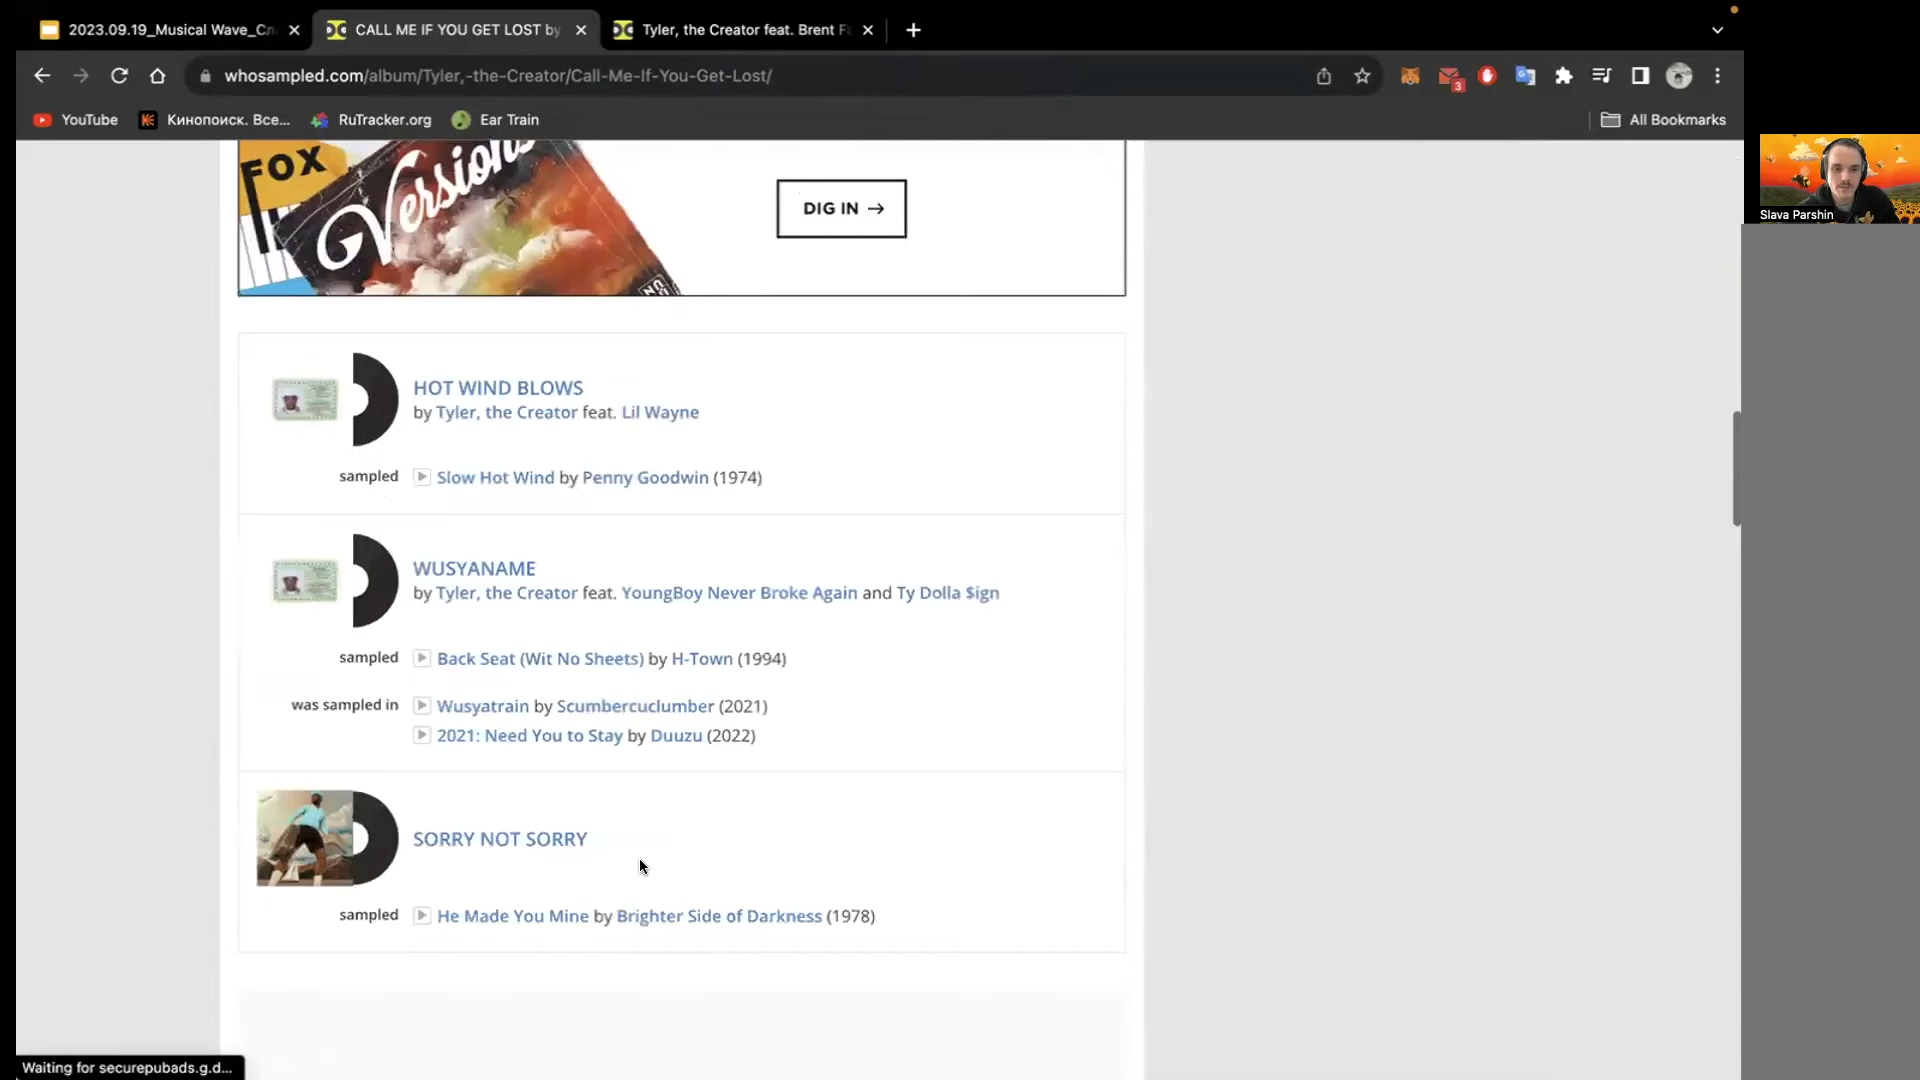 2023.09.19_Musical Wave_Сл
CALL ME IF YOU GET LOST by
Tyler, the Creator feat. Brent Fa
whosampled.com/album/Tyler,-the-Creator/Call-Me-If-You-Get-Lost/
3
YouTube
Кинопоиск. Все...
RuTracker.org
Ear Train
All Bookmarks
FOX
Versions
DIG IN →
HOT WIND BLOWS
by Tyler, the Creator feat. Lil Wayne
sampled Slow Hot Wind by Penny Goodwin (1974)
WUSYANAME
by Tyler, the Creator feat. YoungBoy Never Broke Again and Ty Dolla $ign
sampled Back Seat (Wit No Sheets) by H-Town (1994)
was sampled in Wusyatrain by Scumbercuclumber (2021)
2021: Need You to Stay by Duuzu (2022)
SORRY NOT SORRY
sampled He Made You Mine by Brighter Side of Darkness (1978)
Waiting for securepubads.g.d...
Slava Parshin